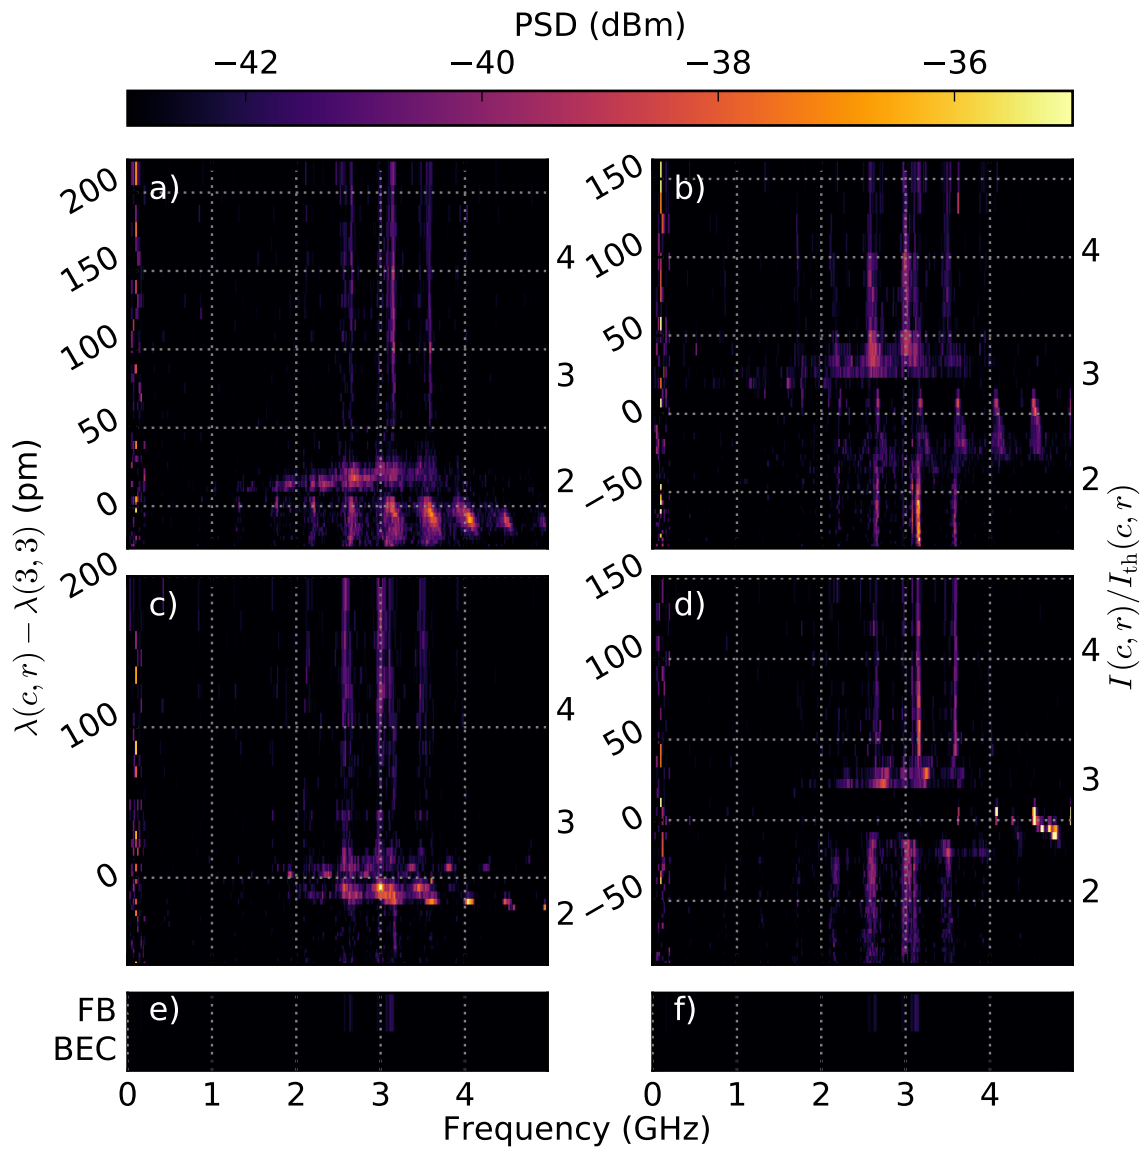 PSD (dBm)
−42 −40 −38 −36
a)
200
150
100
50
0
4
3
2
b)
150
100
50
0
−50
4
3
2
c)
200
100
0
4
3
2
d)
150
100
50
0
−50
4
3
2
λ(c, r) − λ(3, 3) (pm)
I(c, r)/I_th(c, r)
FB
BEC
e)
f)
0 1 2 3 4
0 1 2 3 4
Frequency (GHz)